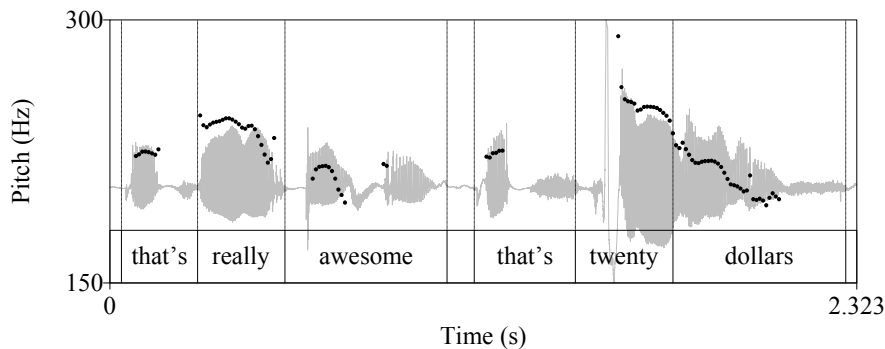 300
Pitch (Hz)
that's really awesome that's twenty dollars
150
0 2.323
Time (s)